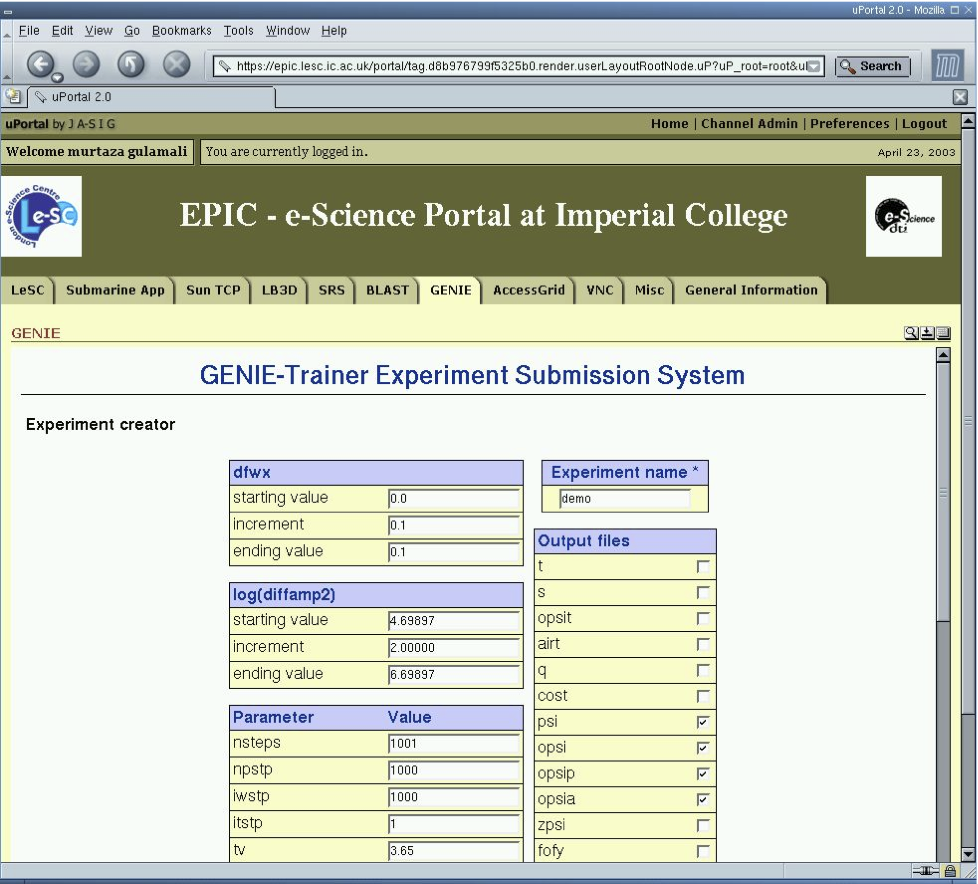 uPortal 2.0 - Mozilla
File Edit View Go Bookmarks Tools Window Help
https://epic.lesc.ic.ac.uk/portal/tag.d8b976799f5325b0.render.userLayoutRootNode.uP?uP_root=root&ul
Search
uPortal 2.0
uPortal by JA-SIG
Home | Channel Admin | Preferences | Logout
Welcome murtaza gulamali
You are currently logged in.
April 23, 2003
London e-Science Centre
Le-SC
EPIC - e-Science Portal at Imperial College
e-Science
dti
LeSC Submarine App Sun TCP LB3D SRS BLAST GENIE AccessGrid VNC Misc General Information
GENIE
GENIE-Trainer Experiment Submission System
Experiment creator
dfwx
starting value 0.0
increment 0.1
ending value 0.1
log(diffamp2)
starting value 4.69897
increment 2.00000
ending value 6.69897
Parameter Value
nsteps 1001
npstp 1000
iwstp 1000
itstp 1
tv 3.65
Experiment name *
demo
Output files
t
s
opsit
airt
q
cost
psi
opsi
opsip
opsia
zpsi
fofy